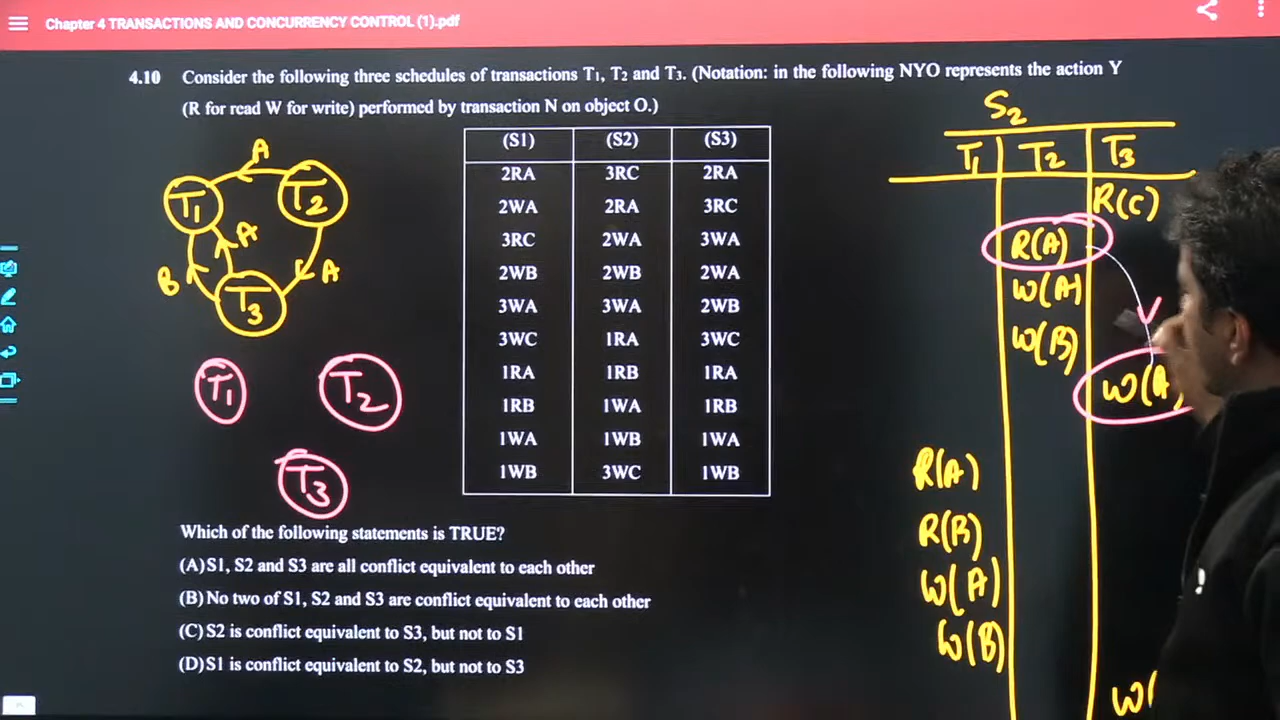 Chapter 4 TRANSACTIONS AND CONCURRENCY CONTROL (1).pdf
4.10 Consider the following three schedules of transactions T1, T2 and T3. (Notation: in the following NYO represents the action Y
(R for read W for write) performed by transaction N on object O.)
(S1) (S2) (S3)
2RA 3RC 2RA
2WA 2RA 3RC
3RC 2WA 3WA
2WB 2WB 2WA
3WA 3WA 2WB
3WC 1RA 3WC
1RA 1RB 1RA
1RB 1WA 1RB
1WA 1WB 1WA
1WB 3WC 1WB
Which of the following statements is TRUE?
(A) S1, S2 and S3 are all conflict equivalent to each other
(B) No two of S1, S2 and S3 are conflict equivalent to each other
(C) S2 is conflict equivalent to S3, but not to S1
(D) S1 is conflict equivalent to S2, but not to S3
A
T1 T2
A
B A
T3
T1 T2
T3
S2
T1 T2 T3
R(C)
R(A)
W(A)
W(B)
W(A)
R(A)
R(B)
W(A)
W(B)
W(